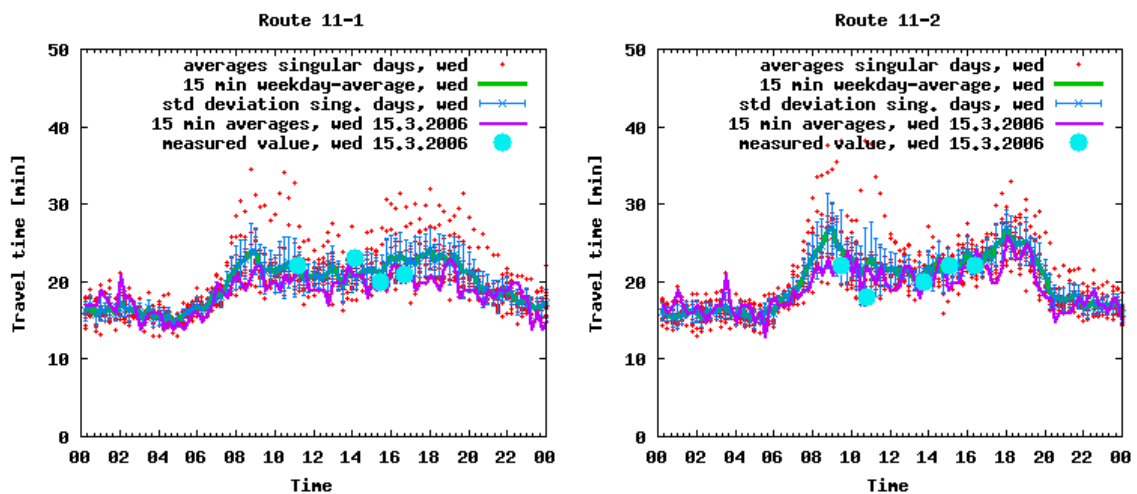 Route 11-1
50
40
30
20
10
0
Travel time [min]
averages singular days, wed
15 min weekday-average, wed
std deviation sing. days, wed
15 min averages, wed 15.3.2006
measured value, wed 15.3.2006
00 02 04 06 08 10 12 14 16 18 20 22 00
Time
Route 11-2
50
40
30
20
10
0
Travel time [min]
averages singular days, wed
15 min weekday-average, wed
std deviation sing. days, wed
15 min averages, wed 15.3.2006
measured value, wed 15.3.2006
00 02 04 06 08 10 12 14 16 18 20 22 00
Time